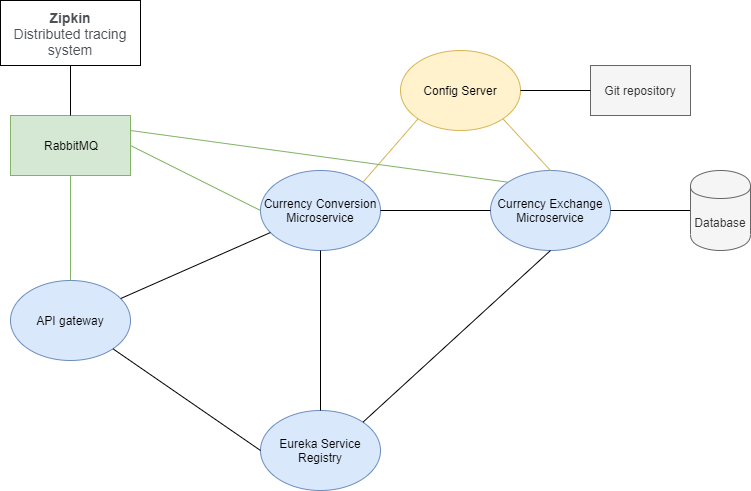 Zipkin
Distributed tracing
system
Config Server
Git repository
RabbitMQ
Currency Conversion
Microservice
Currency Exchange
Microservice
Database
API gateway
Eureka Service
Registry